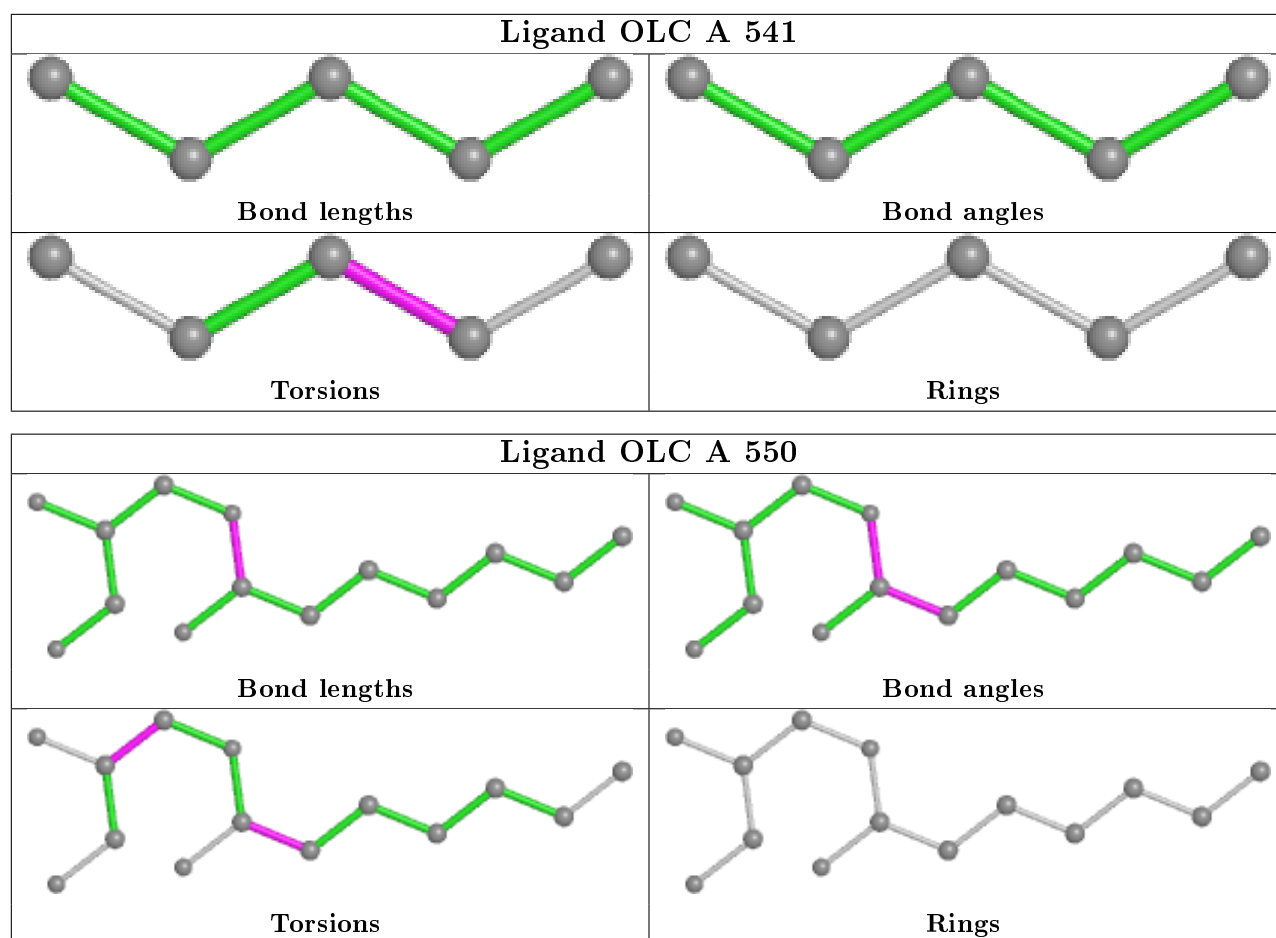 Ligand OLC A 541
Bond lengths
Bond angles
Torsions
Rings
Ligand OLC A 550
Bond lengths
Bond angles
Torsions
Rings